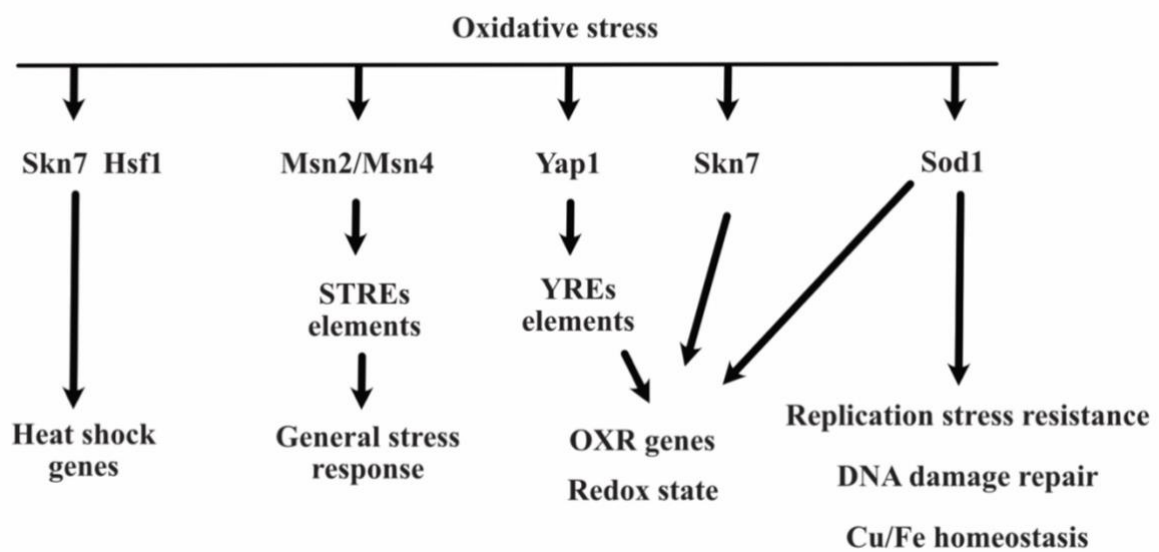 Oxidative stress
Skn7 Hsf1
Msn2/Msn4
Yap1
Skn7
Sod1
STREs
elements
YREs
elements
Heat shock
genes
General stress
response
OXR genes
Redox state
Replication stress resistance
DNA damage repair
Cu/Fe homeostasis